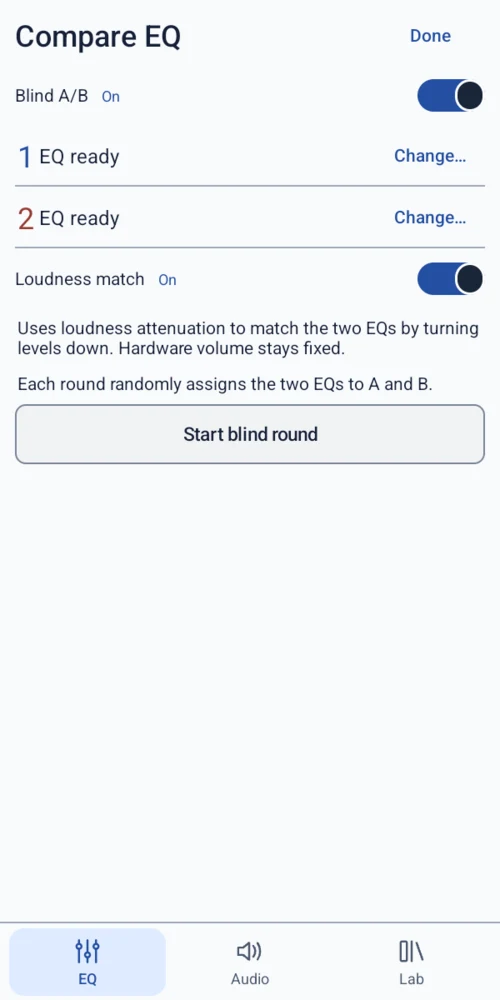 Compare EQ
Done
Blind A/B On
1 EQ ready Change...
2 EQ ready Change...
Loudness match On
Uses loudness attenuation to match the two EQs by turning
levels down. Hardware volume stays fixed.
Each round randomly assigns the two EQs to A and B.
Start blind round
EQ Audio Lab